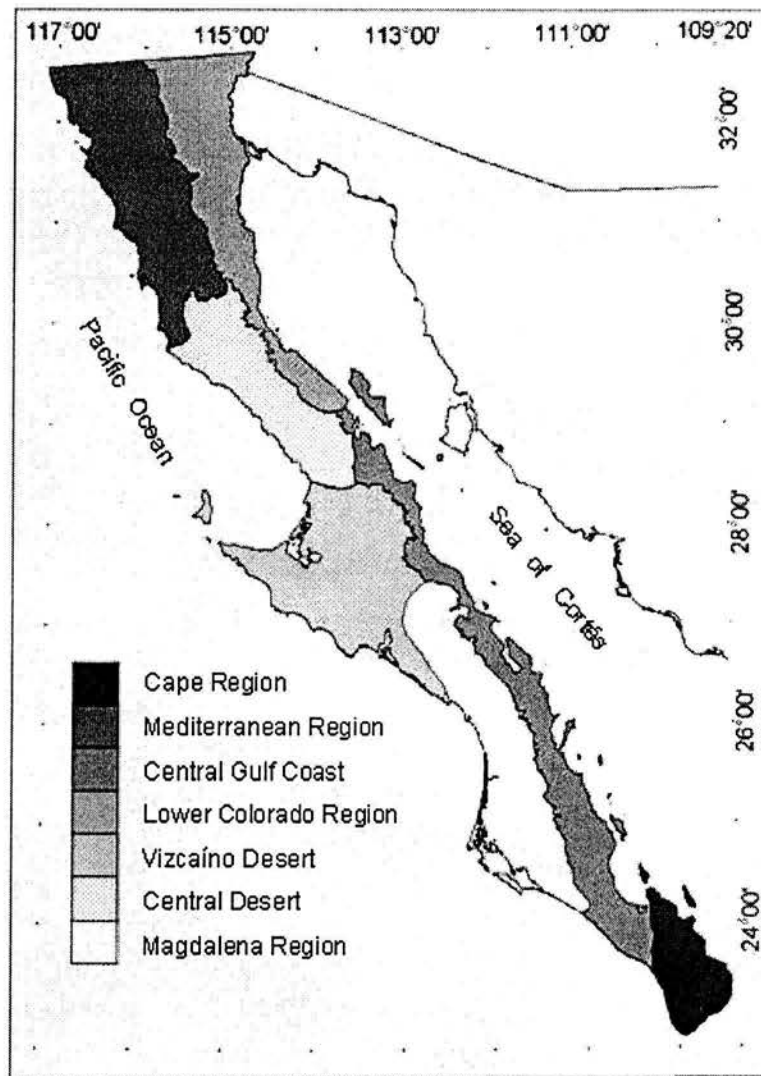 117°00' 115°00' 113°00' 111°00' 109°20'
32°00'
30°00'
28°00'
26°00'
24°00'
Pacific Ocean
Sea of Cortés
Cape Region
Mediterranean Region
Central Gulf Coast
Lower Colorado Region
Vizcaíno Desert
Central Desert
Magdalena Region